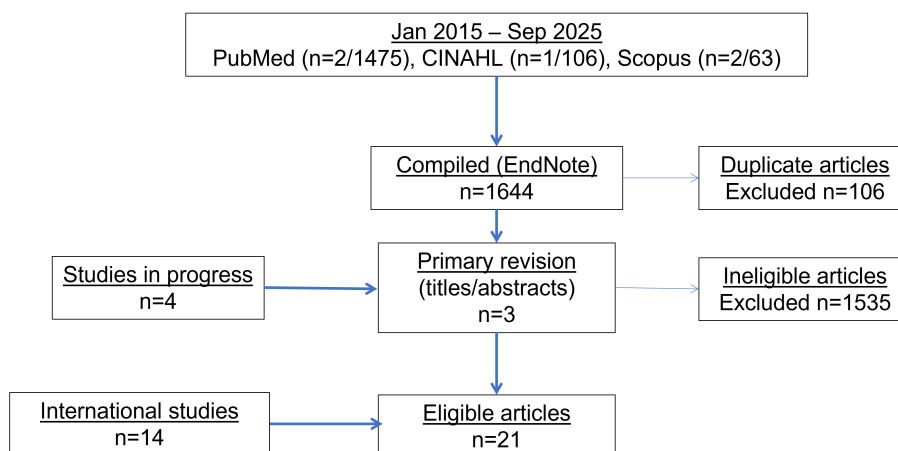 Jan 2015 – Sep 2025
PubMed (n=2/1475), CINAHL (n=1/106), Scopus (n=2/63)
Compiled (EndNote)
n=1644
Duplicate articles
Excluded n=106
Studies in progress
n=4
Primary revision
(titles/abstracts)
n=3
Ineligible articles
Excluded n=1535
International studies
n=14
Eligible articles
n=21